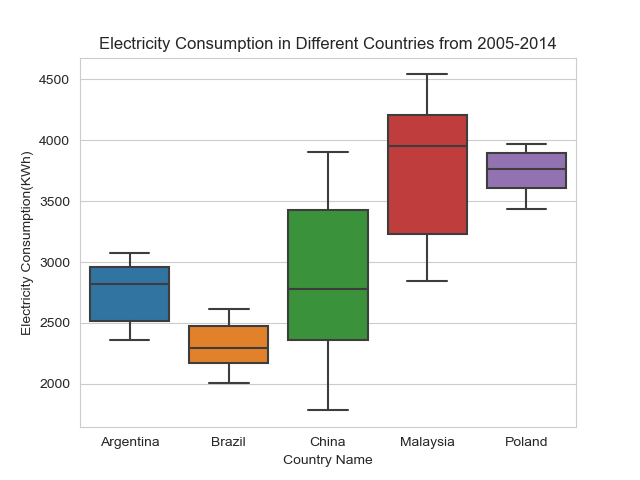 Electricity Consumption in Different Countries from 2005-2014
4500
4000
3500
3000
2500
2000
Electricity Consumption(KWh)
Argentina Brazil China Malaysia Poland
Country Name